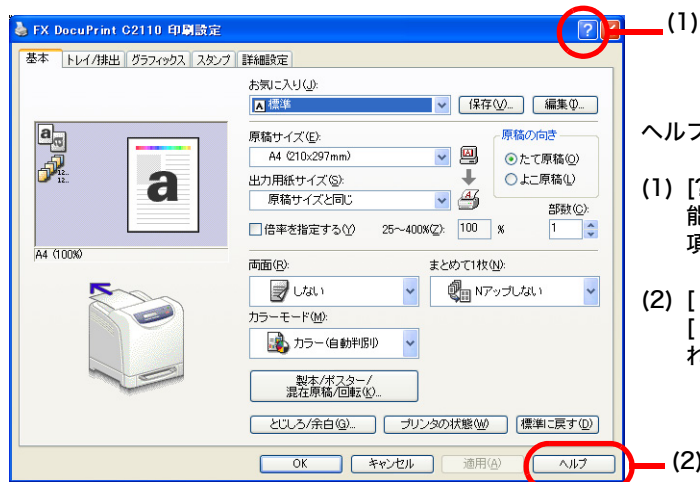 FX DocuPrint C2110 印刷設定
(1)
基本 トレイ/排出 グラフィックス スタンプ 詳細設定
お気に入り(J):
標準 保存(V)... 編集(I)...
原稿サイズ(E): 原稿の向き
A4 (210x297mm) たて原稿(O)
よこ原稿(L)
出力用紙サイズ(S):
原稿サイズと同じ
部数(C):
倍率を指定する(Y) 25～400%(Z): 100 % 1
A4 (100%)
両面(R): まとめて1枚(N):
しない Nアップしない
カラーモード(M):
カラー(自動判別)
製本/ポスター/
混在原稿/回転(K)...
とじしろ/余白(G)... プリンタの状態(W) 標準に戻す(D)
OK キャンセル 適用(A) ヘルプ
(2)
ヘルプ
(1) [?
能
項
(2) [
[
れ